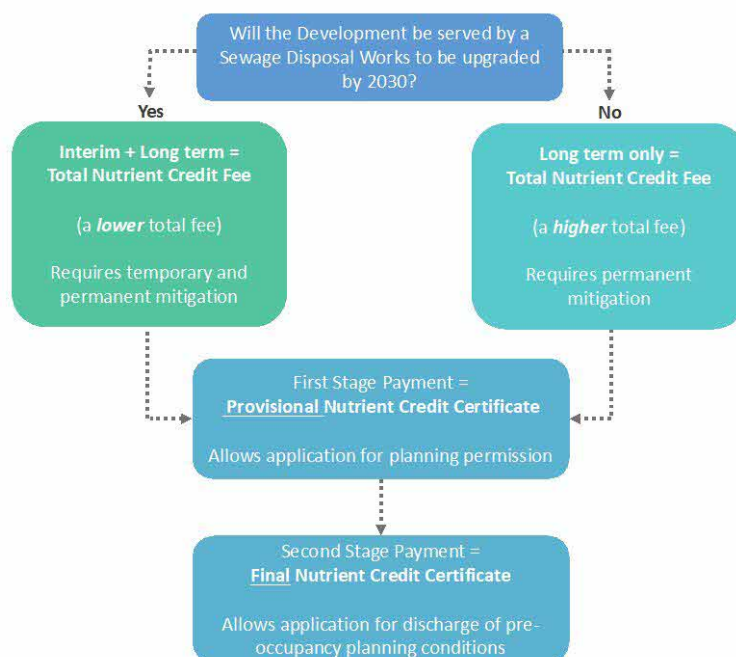 Will the Development be served by a
Sewage Disposal Works to be upgraded
by 2030?
Yes
No
Interim + Long term =
Total Nutrient Credit Fee
(a lower total fee)
Requires temporary and
permanent mitigation
Long term only =
Total Nutrient Credit Fee
(a higher total fee)
Requires permanent
mitigation
First Stage Payment =
Provisional Nutrient Credit Certificate
Allows application for planning permission
Second Stage Payment =
Final Nutrient Credit Certificate
Allows application for discharge of pre-
occupancy planning conditions